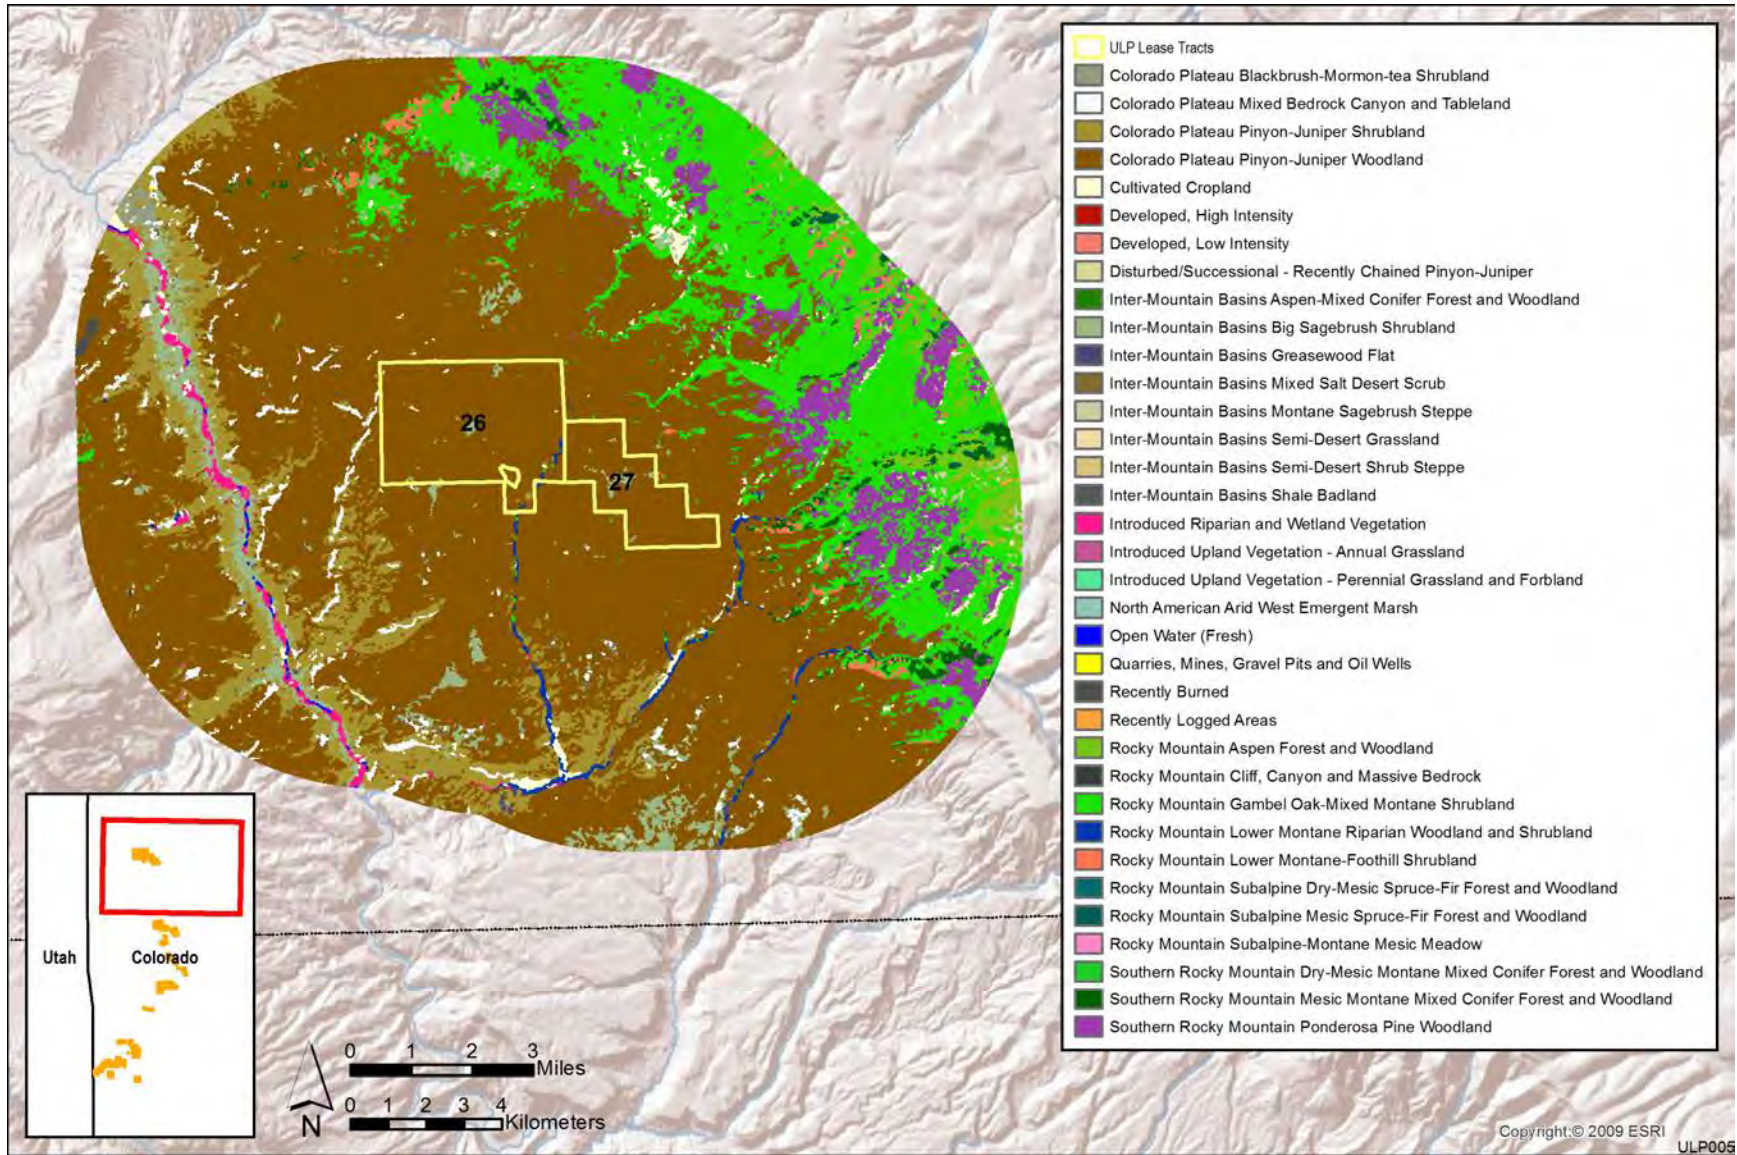 ULP Lease Tracts
Colorado Plateau Blackbrush-Mormon-tea Shrubland
Colorado Plateau Mixed Bedrock Canyon and Tableland
Colorado Plateau Pinyon-Juniper Shrubland
Colorado Plateau Pinyon-Juniper Woodland
Cultivated Cropland
Developed, High Intensity
Developed, Low Intensity
Disturbed/Successional - Recently Chained Pinyon-Juniper
Inter-Mountain Basins Aspen-Mixed Conifer Forest and Woodland
Inter-Mountain Basins Big Sagebrush Shrubland
Inter-Mountain Basins Greasewood Flat
Inter-Mountain Basins Mixed Salt Desert Scrub
Inter-Mountain Basins Montane Sagebrush Steppe
Inter-Mountain Basins Semi-Desert Grassland
Inter-Mountain Basins Semi-Desert Shrub Steppe
Inter-Mountain Basins Shale Badland
Introduced Riparian and Wetland Vegetation
Introduced Upland Vegetation - Annual Grassland
Introduced Upland Vegetation - Perennial Grassland and Forbland
North American Arid West Emergent Marsh
Open Water (Fresh)
Quarries, Mines, Gravel Pits and Oil Wells
Recently Burned
Recently Logged Areas
Rocky Mountain Aspen Forest and Woodland
Rocky Mountain Cliff, Canyon and Massive Bedrock
Rocky Mountain Gambel Oak-Mixed Montane Shrubland
Rocky Mountain Lower Montane Riparian Woodland and Shrubland
Rocky Mountain Lower Montane-Foothill Shrubland
Rocky Mountain Subalpine Dry-Mesic Spruce-Fir Forest and Woodland
Rocky Mountain Subalpine Mesic Spruce-Fir Forest and Woodland
Rocky Mountain Subalpine-Montane Mesic Meadow
Southern Rocky Mountain Dry-Mesic Montane Mixed Conifer Forest and Woodland
Southern Rocky Mountain Mesic Montane Mixed Conifer Forest and Woodland
Southern Rocky Mountain Ponderosa Pine Woodland
26
27
Utah
Colorado
N
0 1 2 3
Miles
0 1 2 3 4
Kilometers
Copyright:© 2009 ESRI
ULP005